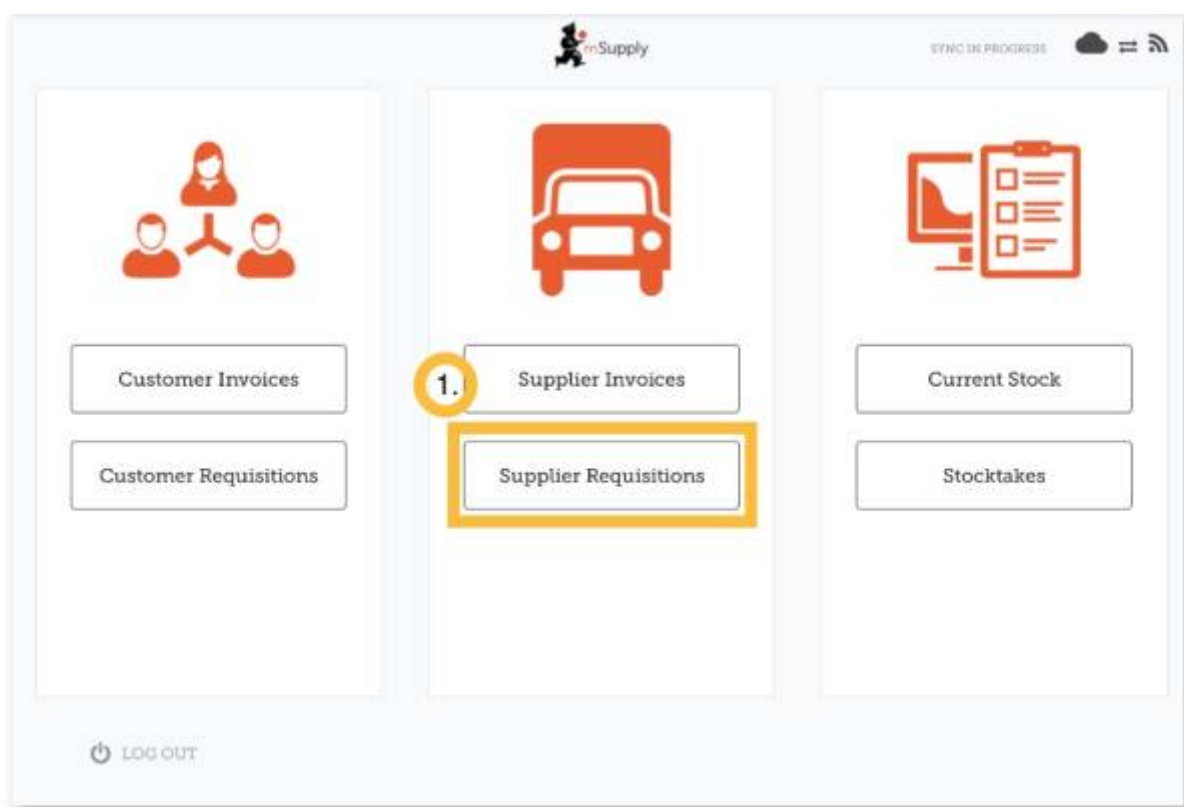 mSupply
SYNC IN PROGRESS
Customer Invoices
Customer Requisitions
1.
Supplier Invoices
Supplier Requisitions
Current Stock
Stocktakes
LOG OUT